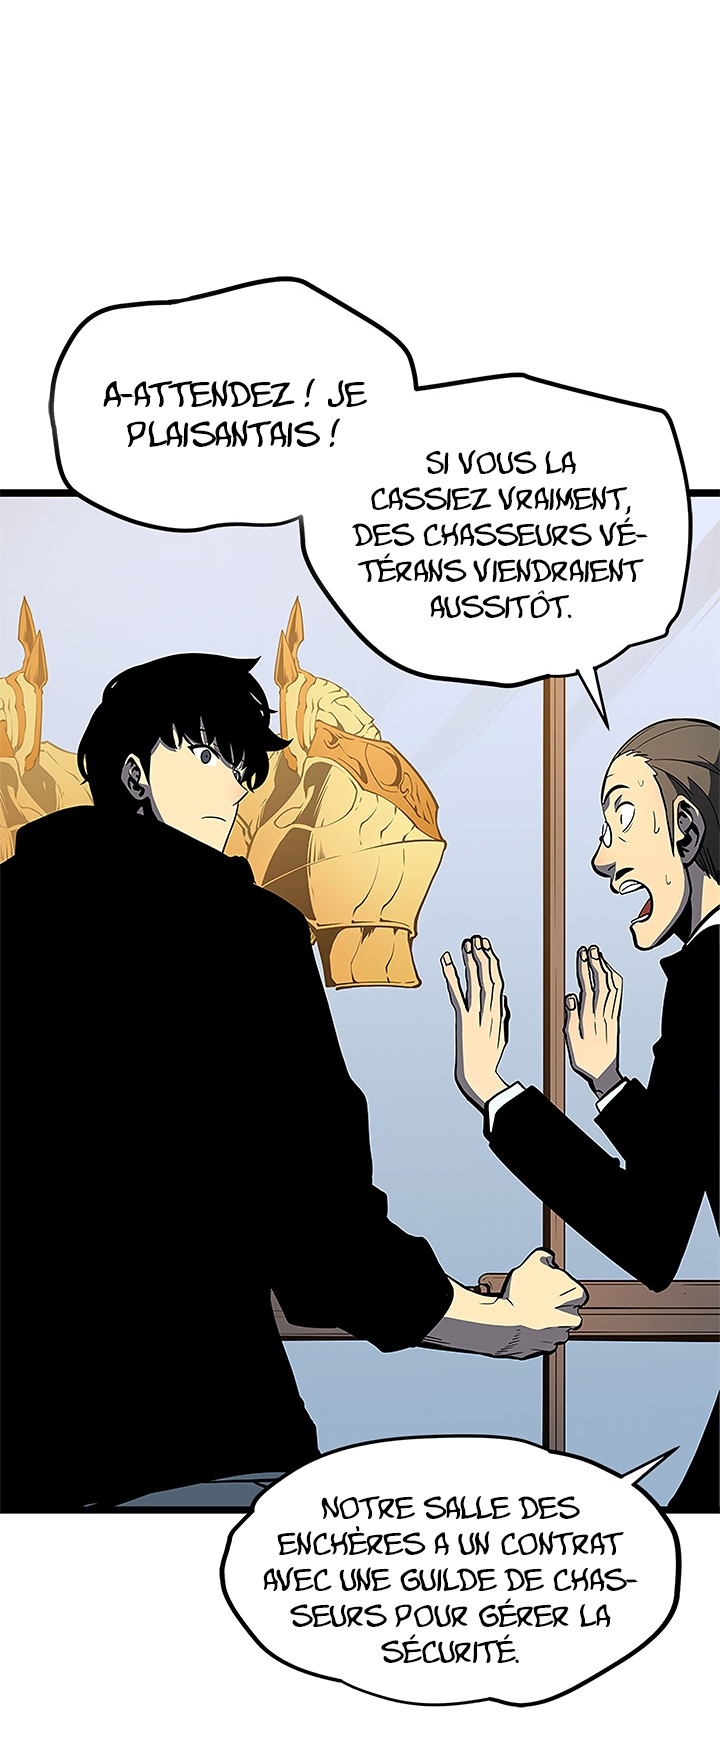 A-ATTENDEZ ! JE
PLAISANTAIS !
SI VOUS LA
CASSIEZ VRAIMENT,
DES CHASSEURS VÉ-
TÉRANS VIENDRAIENT
AUSSITÔT.
NOTRE SALLE DES
ENCHÈRES A UN CONTRAT
AVEC UNE GUILDE DE CHAS-
SEURS POUR GÉRER LA
SÉCURITÉ.